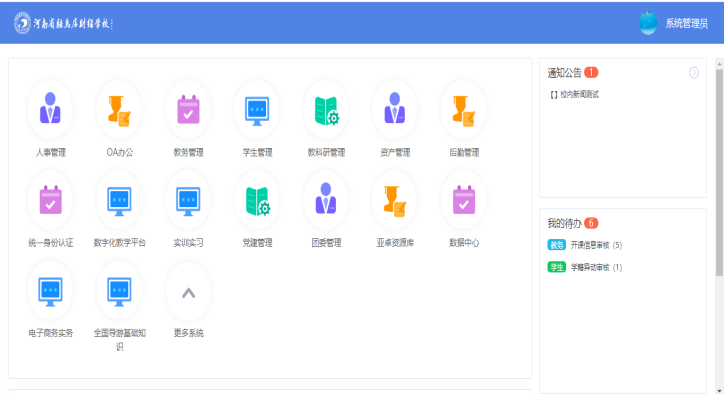 河南省驻马店财经学校
系统管理员
人事管理
OA办公
教务管理
学生管理
教科研管理
资产管理
后勤管理
统一身份认证
数字化教学平台
实训实习
党建管理
团委管理
亚卓资源库
数据中心
电子商务实务
全国导游基础知
识
更多系统
通知公告 1
【】校内新闻测试
我的待办 6
教务 开课信息审核 (5)
学生 学籍异动审核 (1)